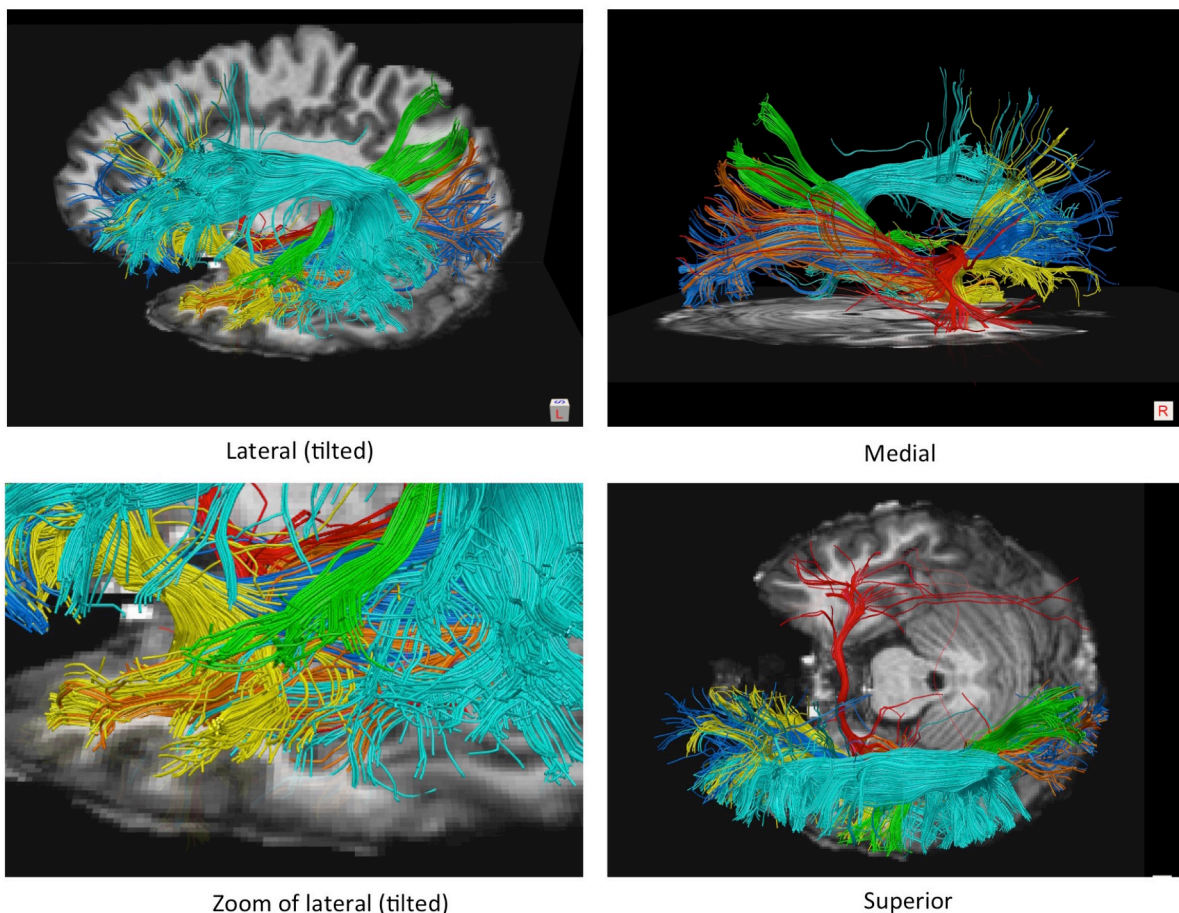 S
L
Lateral (tilted)
R
Medial
Zoom of lateral (tilted)
Superior